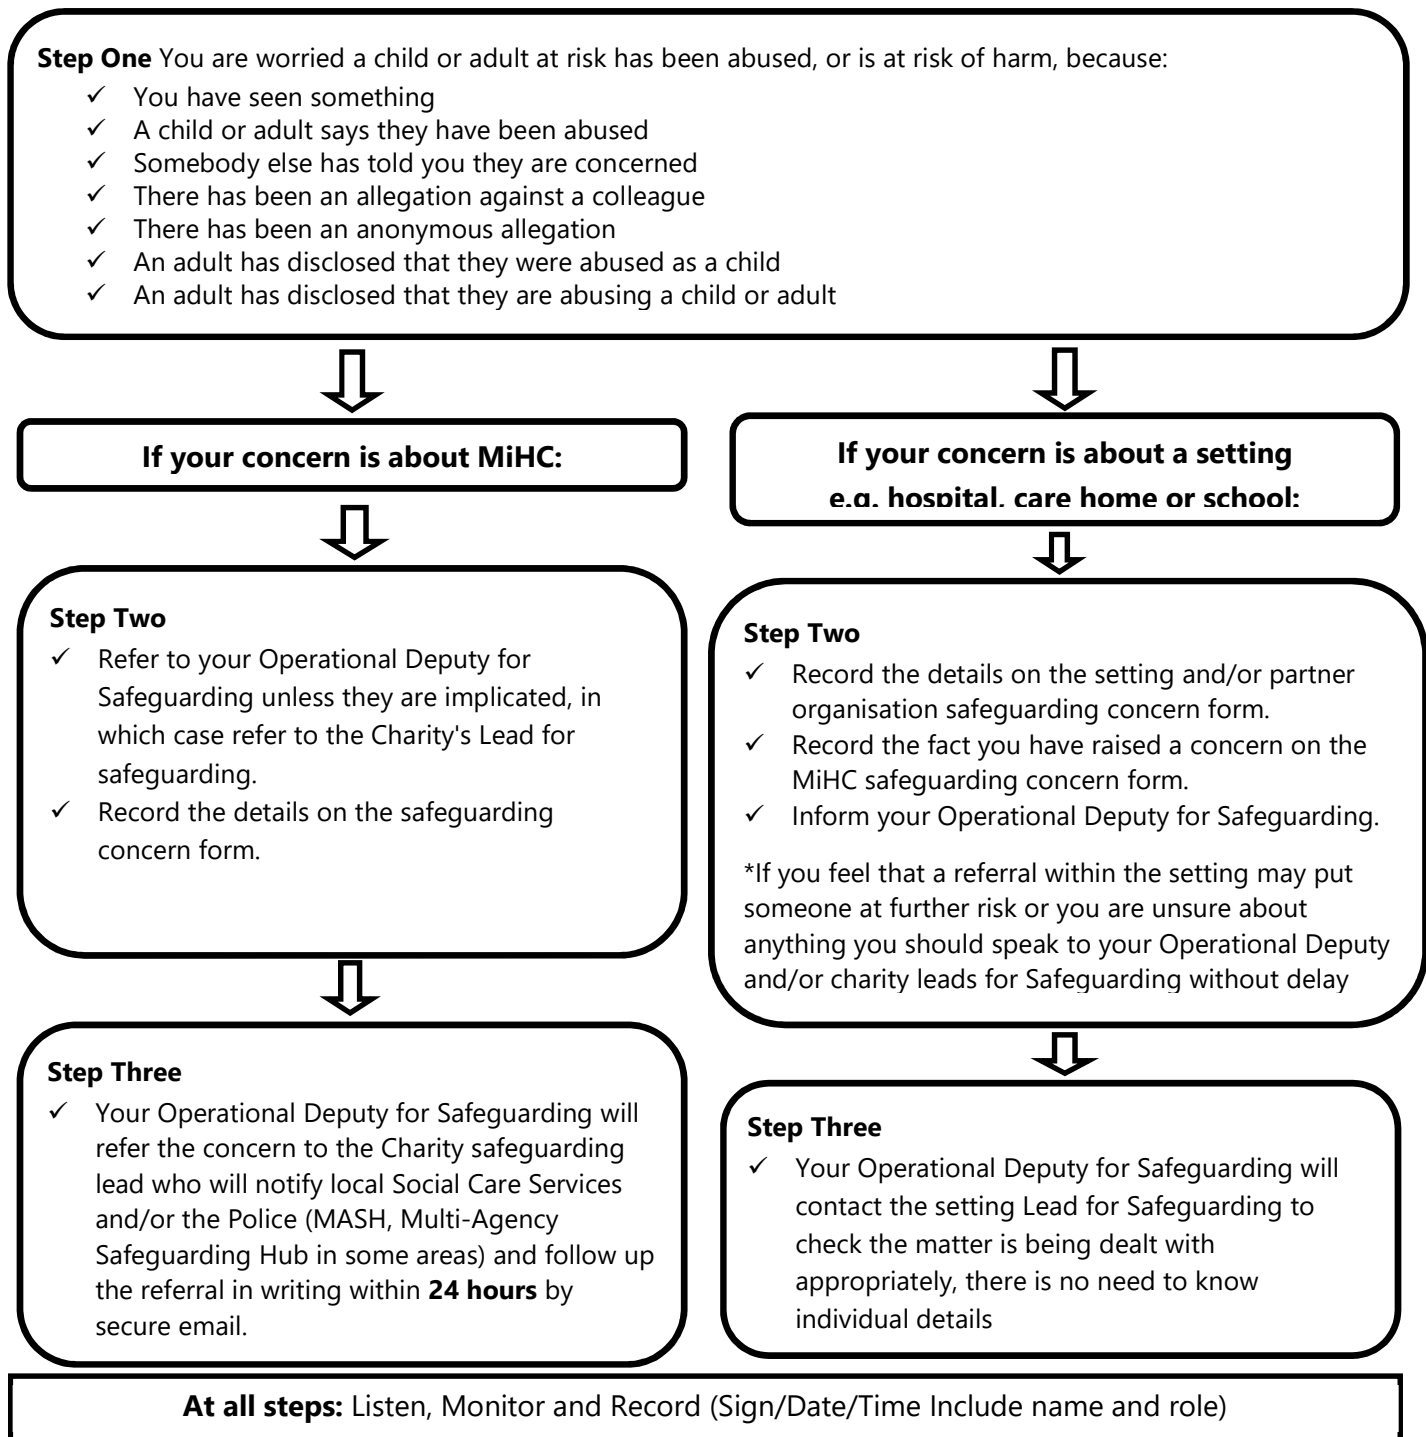 Step One You are worried a child or adult at risk has been abused, or is at risk of harm, because:
✓ You have seen something
✓ A child or adult says they have been abused
✓ Somebody else has told you they are concerned
✓ There has been an allegation against a colleague
✓ There has been an anonymous allegation
✓ An adult has disclosed that they were abused as a child
✓ An adult has disclosed that they are abusing a child or adult
If your concern is about MiHC:
Step Two
✓ Refer to your Operational Deputy for
Safeguarding unless they are implicated, in
which case refer to the Charity's Lead for
safeguarding.
✓ Record the details on the safeguarding
concern form.
Step Three
✓ Your Operational Deputy for Safeguarding will
refer the concern to the Charity safeguarding
lead who will notify local Social Care Services
and/or the Police (MASH, Multi-Agency
Safeguarding Hub in some areas) and follow up
the referral in writing within 24 hours by
secure email.
If your concern is about a setting
e.g. hospital, care home or school:
Step Two
✓ Record the details on the setting and/or partner
organisation safeguarding concern form.
✓ Record the fact you have raised a concern on the
MiHC safeguarding concern form.
✓ Inform your Operational Deputy for Safeguarding.
*If you feel that a referral within the setting may put
someone at further risk or you are unsure about
anything you should speak to your Operational Deputy
and/or charity leads for Safeguarding without delay
Step Three
✓ Your Operational Deputy for Safeguarding will
contact the setting Lead for Safeguarding to
check the matter is being dealt with
appropriately, there is no need to know
individual details
At all steps: Listen, Monitor and Record (Sign/Date/Time Include name and role)